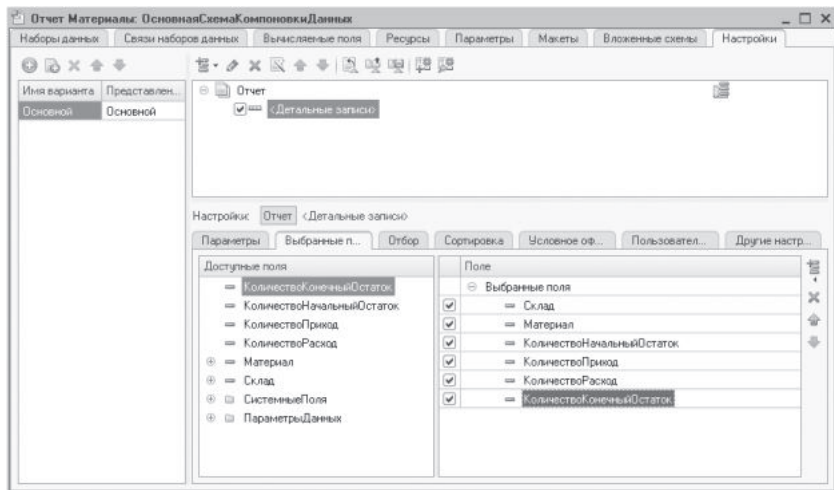 Отчет Материалы: ОсновнаяСхемаКомпоновкиДанных
Наборы данных Связи наборов данных Вычисляемые поля Ресурсы Параметры Макеты Вложенные схемы Настройки
Имя варианта Представлен...
Основной Основной
Отчет
<Детальные записи>
Настройки: Отчет <Детальные записи>
Параметры Выбранные п... Отбор Сортировка Условное оф... Пользовател... Другие настр...
Доступные поля
КоличествоКонечныйОстаток
КоличествоНачальныйОстаток
КоличествоПриход
КоличествоРасход
Материал
Склад
СистемныеПоля
ПараметрыДанных
Поле
Выбранные поля
Склад
Материал
КоличествоНачальныйОстаток
КоличествоПриход
КоличествоРасход
КоличествоКонечныйОстаток